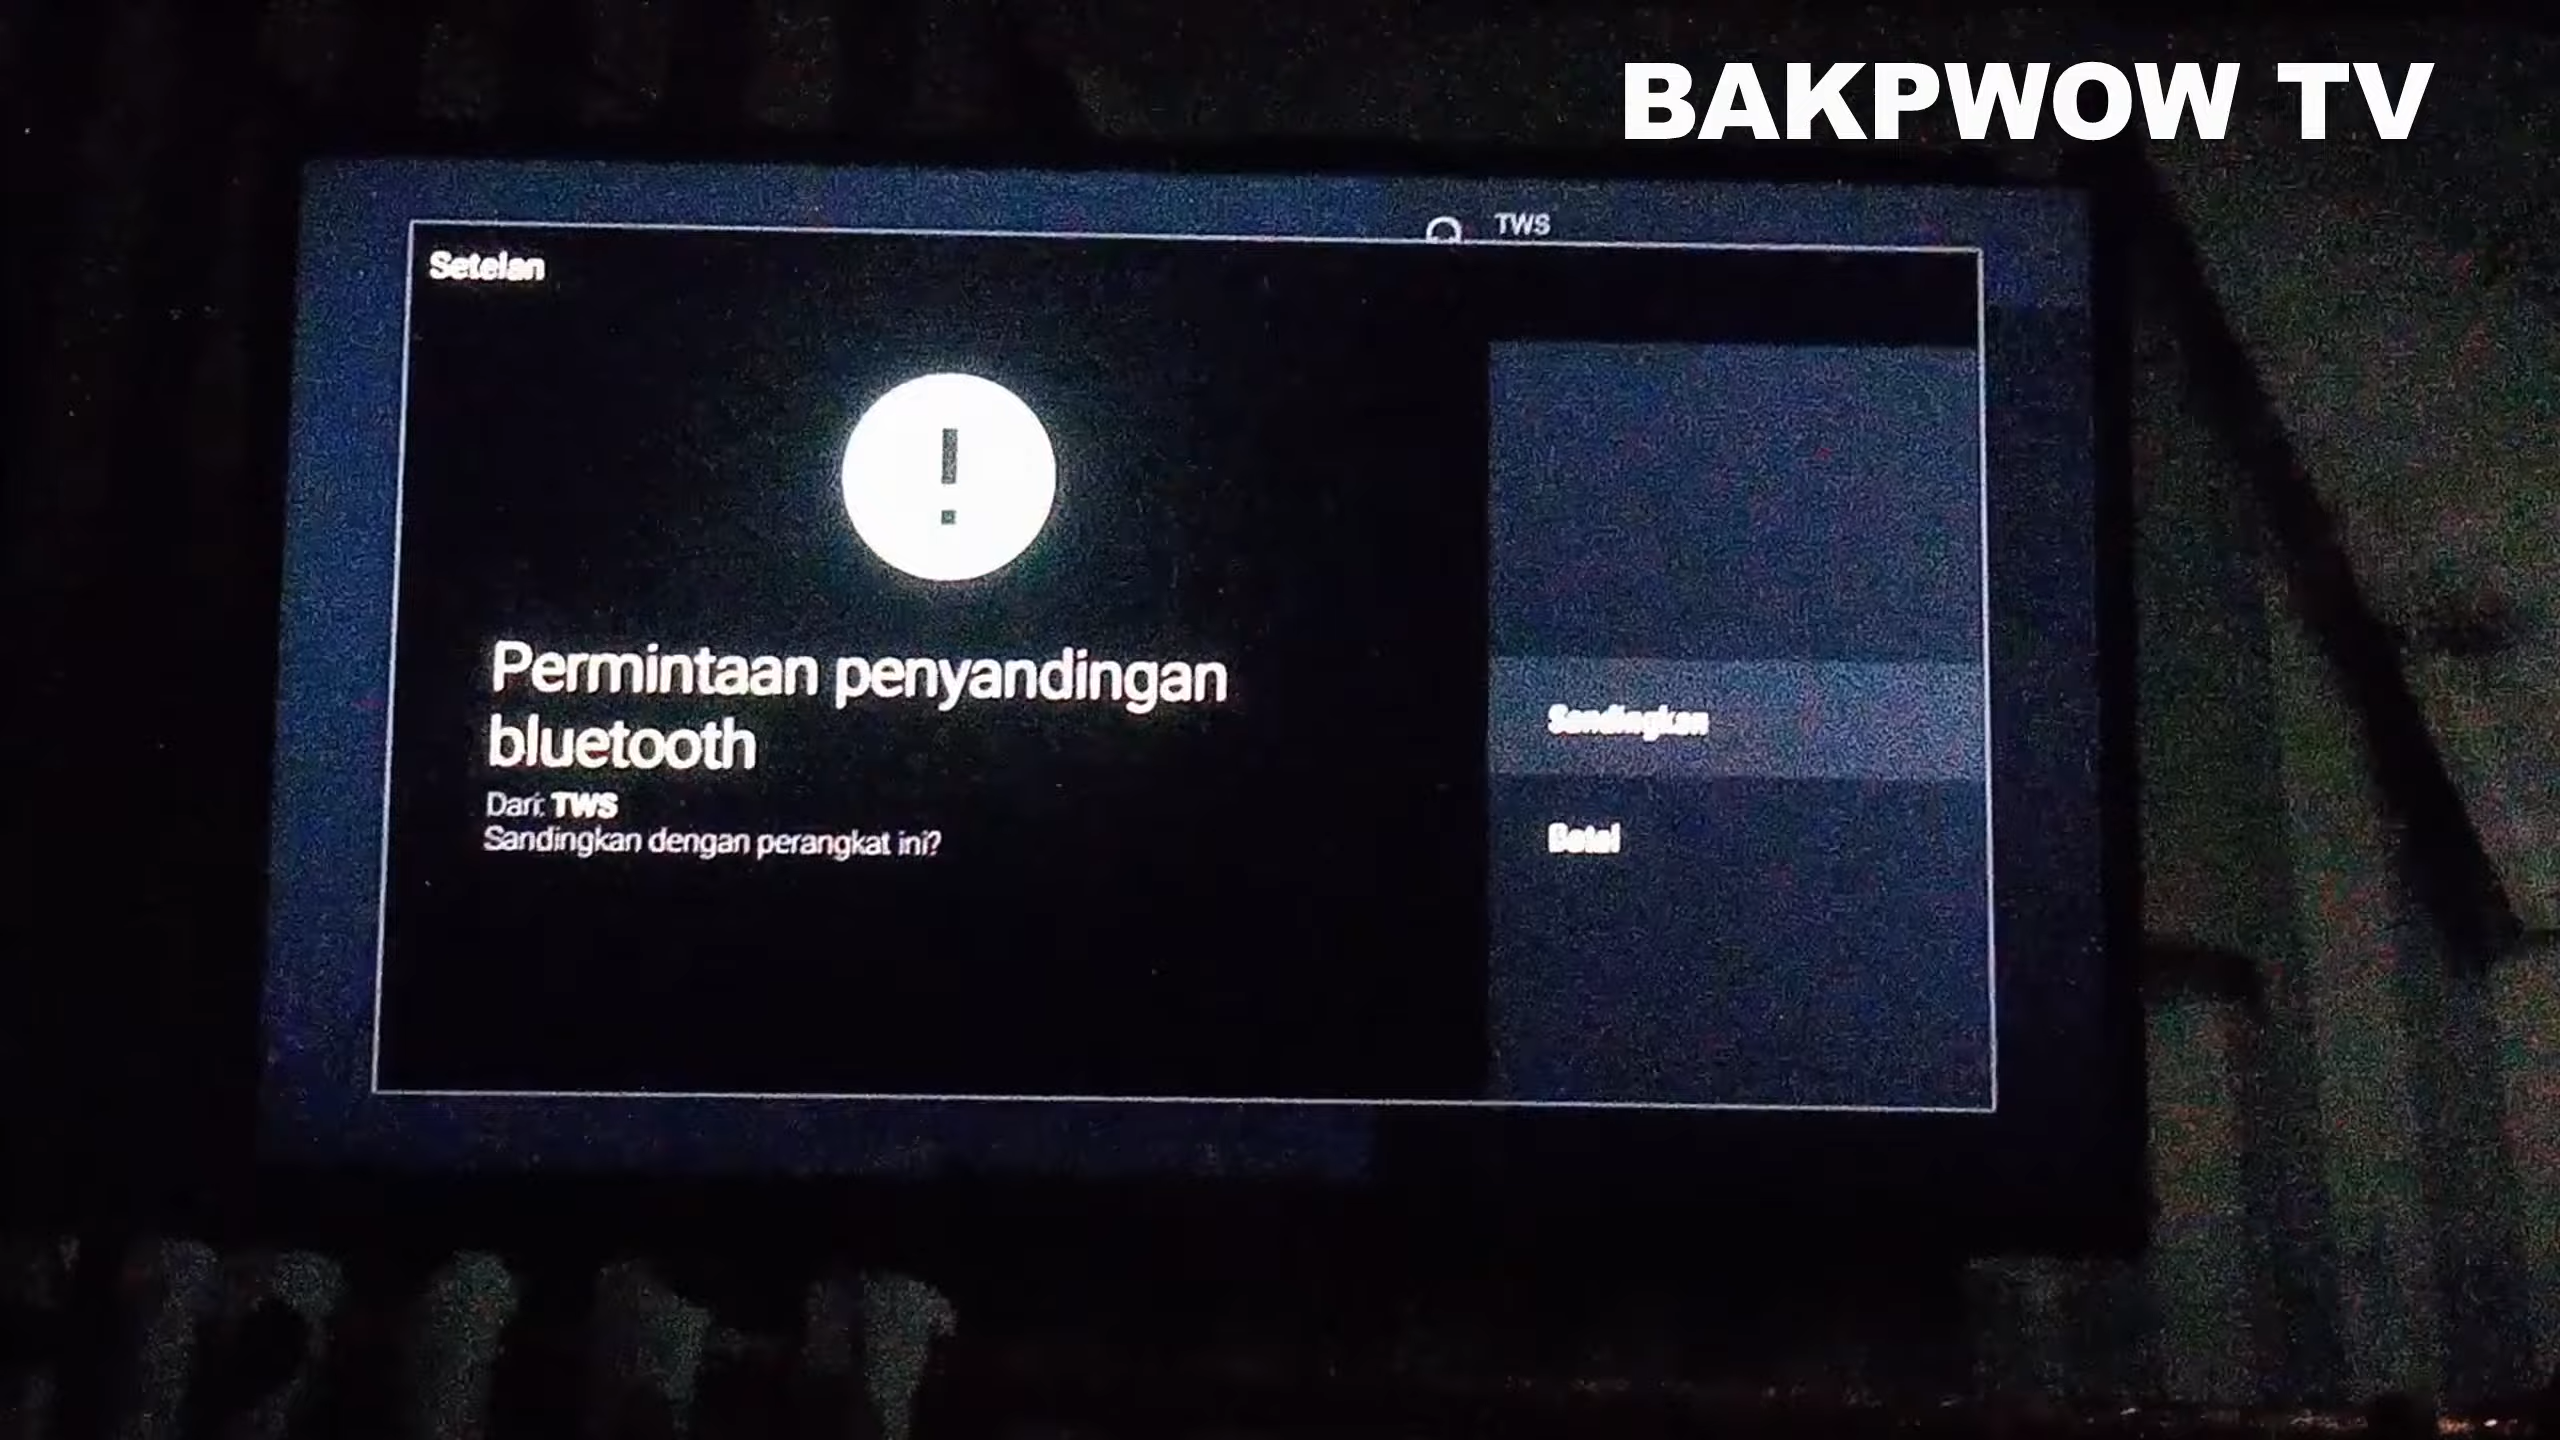 BAKPWOW TV
TWS
Setelan
Permintaan penyandingan
bluetooth
Dari: TWS
Sandingkan dengan perangkat ini?
Sandingkan
Batal